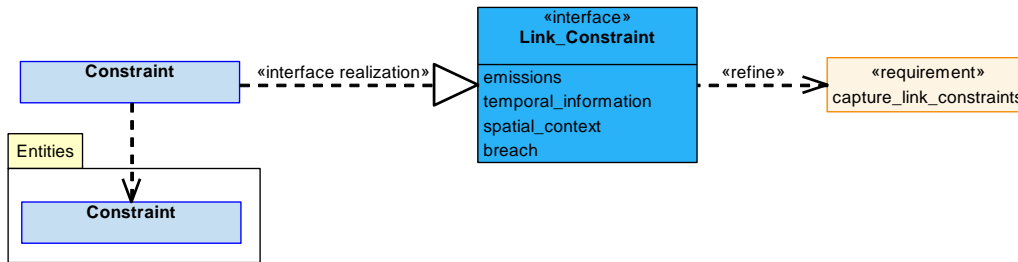 «interface»
Link_Constraint
Constraint
«interface realization»
emissions
temporal_information
spatial_context
breach
«refine»
«requirement»
capture_link_constraints
Entities
Constraint